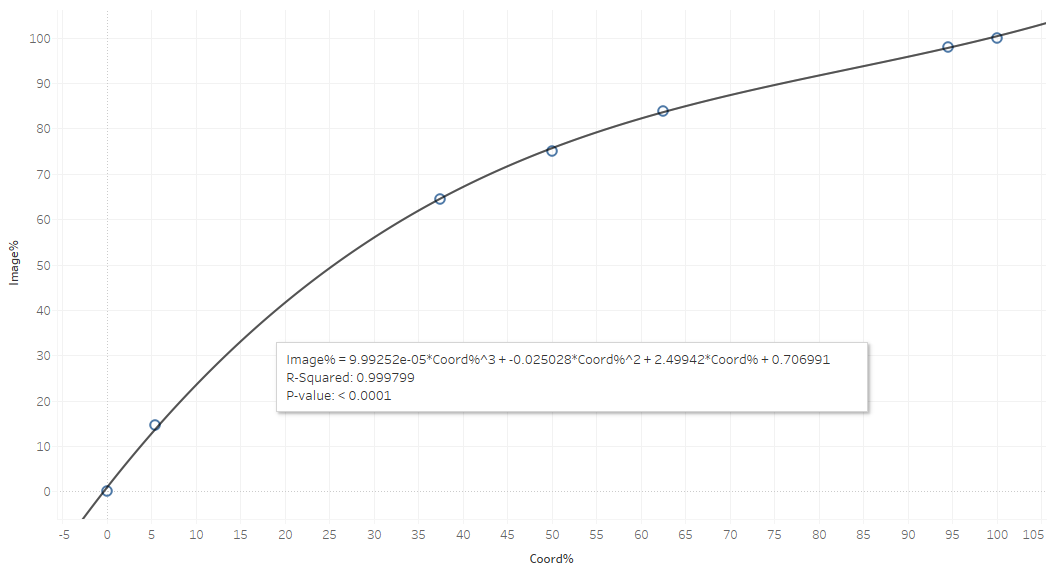 100
90
80
70
60
50
40
30
20
10
0
Image%
Image% = 9.99252e-05*Coord%^3 + -0.025028*Coord%^2 + 2.49942*Coord% + 0.706991
R-Squared: 0.999799
P-value: < 0.0001
-5 0 5 10 15 20 25 30 35 40 45 50 55 60 65 70 75 80 85 90 95 100 105
Coord%